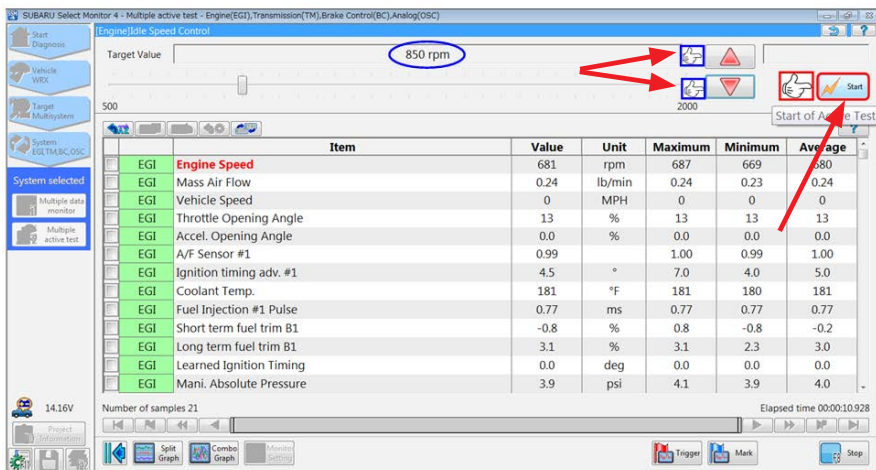 SUBARU Select Monitor 4 - Multiple active test - Engine(EGI),Transmission(TM),Brake Control(BC),Analog(OSC)
Start Diagnosis
[Engine]Idle Speed Control
?
Target Value 850 rpm
Vehicle WRX
Start
500 2000
Target Multisystem
Start of Active Test
System EGI,TM,BC,OSC
?
Item Value Unit Maximum Minimum Average
EGI Engine Speed 681 rpm 687 669 680
System selected
EGI Mass Air Flow 0.24 lb/min 0.24 0.23 0.24
Multiple data monitor
EGI Vehicle Speed 0 MPH 0 0 0
EGI Throttle Opening Angle 13 % 13 13 13
Multiple active test
EGI Accel. Opening Angle 0.0 % 0.0 0.0 0.0
EGI A/F Sensor #1 0.99 1.00 0.99 1.00
EGI Ignition timing adv. #1 4.5 ° 7.0 4.0 5.0
EGI Coolant Temp. 181 °F 181 180 181
EGI Fuel Injection #1 Pulse 0.77 ms 0.77 0.77 0.77
EGI Short term fuel trim B1 -0.8 % 0.8 -0.8 -0.2
EGI Long term fuel trim B1 3.1 % 3.1 2.3 3.0
EGI Learned Ignition Timing 0.0 deg 0.0 0.0 0.0
EGI Mani. Absolute Pressure 3.9 psi 4.1 3.9 4.0
14.16V
Number of samples 21 Elapsed time 00:00:10.928
Project Information
Split Graph
Combo Graph
Monitor Setting
Trigger
Mark
F8 Stop